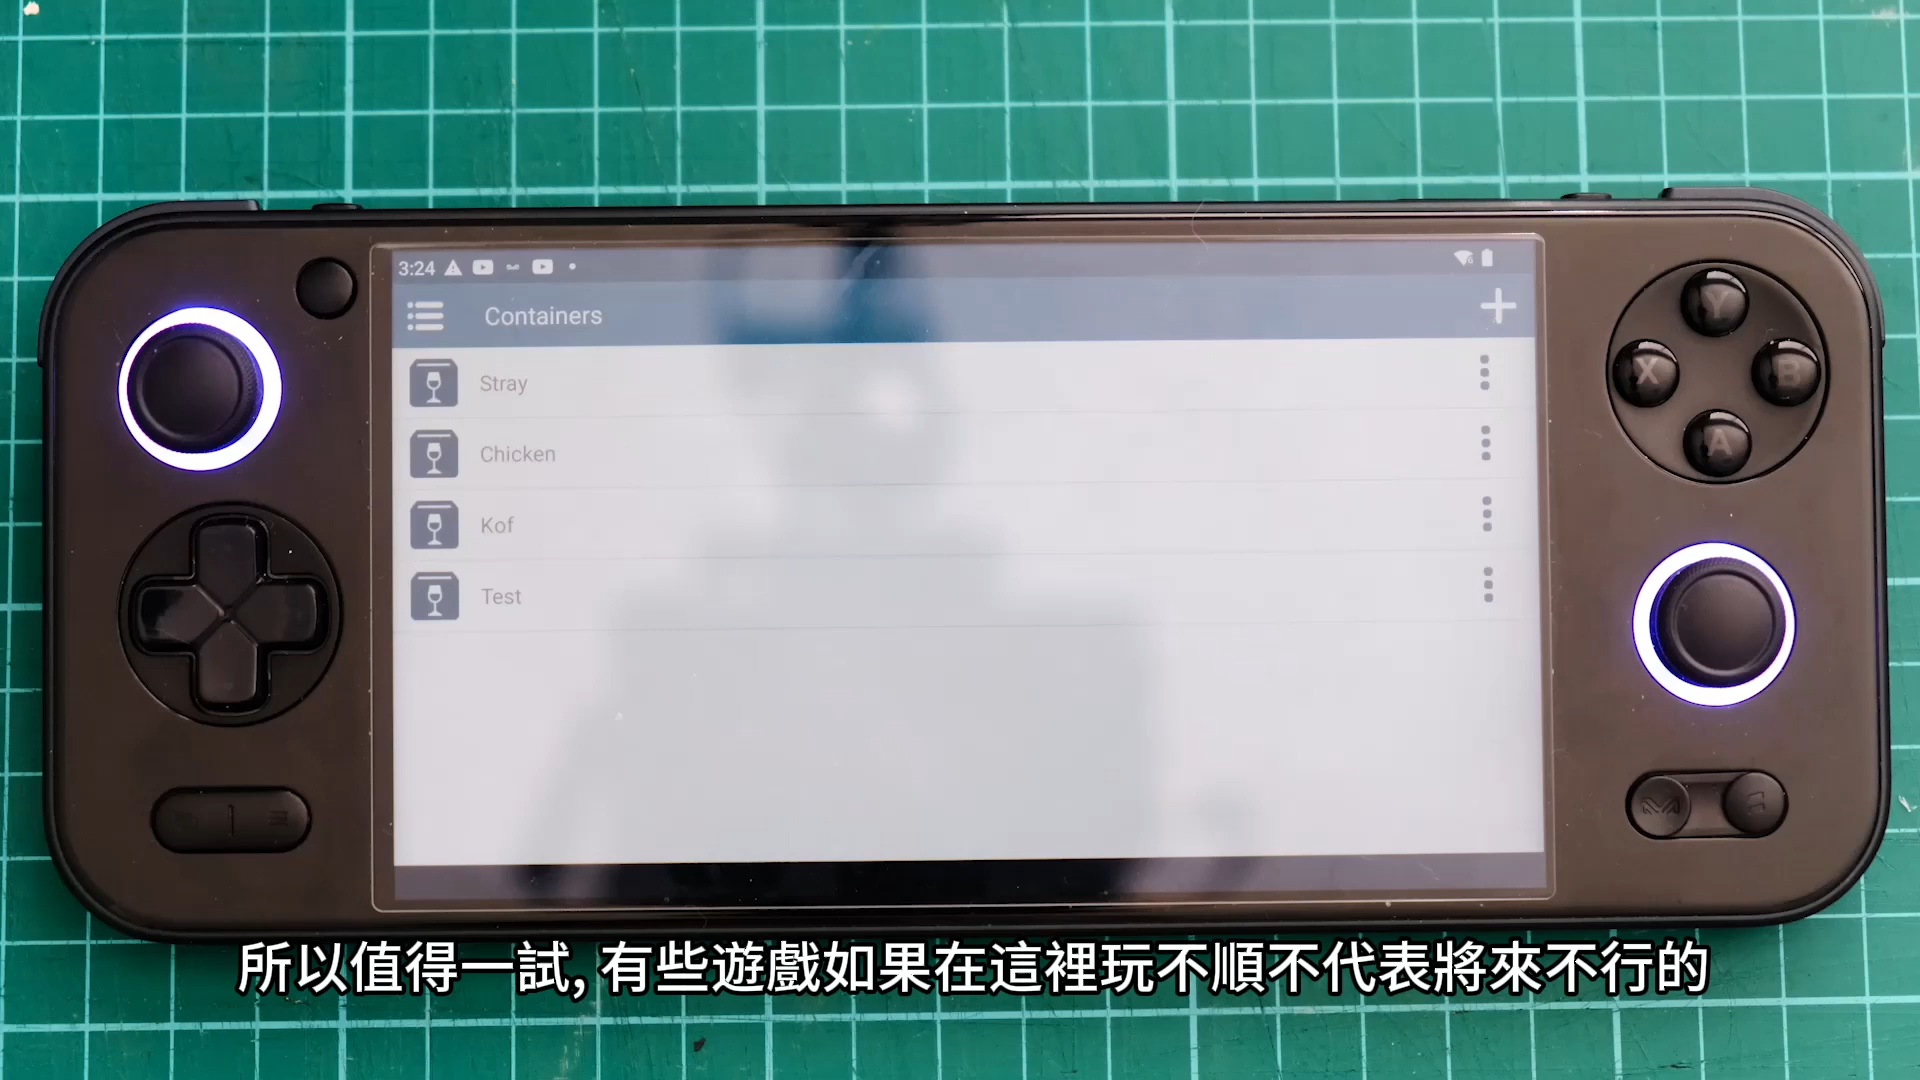 3:24
Containers
Stray
Chicken
Kof
Test
Y
X
B
A
所以值得一試, 有些遊戲如果在這裡玩不順不代表將來不行的